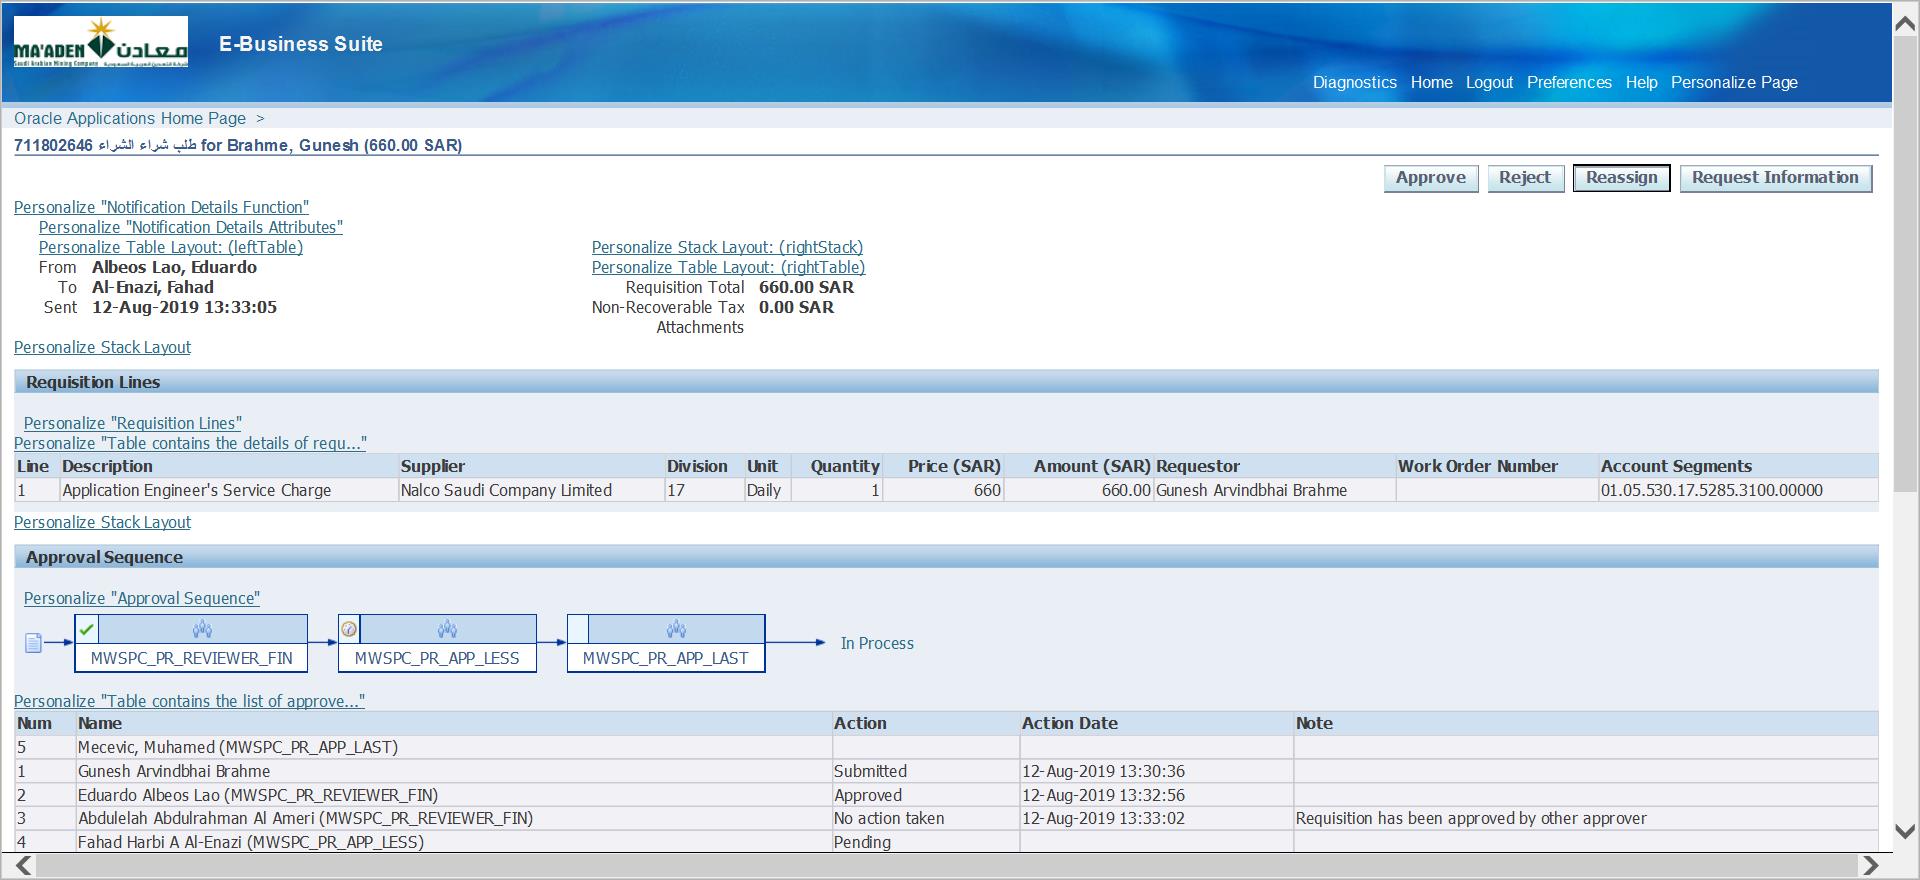 MA'ADEN معادن
Saudi Arabian Mining Company
E-Business Suite
Diagnostics Home Logout Preferences Help Personalize Page
Oracle Applications Home Page >
711802646 طلب شراء الشراء for Brahme, Gunesh (660.00 SAR)
Approve Reject Reassign Request Information
Personalize "Notification Details Function"
Personalize "Notification Details Attributes"
Personalize Table Layout: (leftTable) Personalize Stack Layout: (rightStack)
From Albeos Lao, Eduardo Personalize Table Layout: (rightTable)
To Al-Enazi, Fahad Requisition Total 660.00 SAR
Sent 12-Aug-2019 13:33:05 Non-Recoverable Tax 0.00 SAR
Attachments
Personalize Stack Layout
Requisition Lines
Personalize "Requisition Lines"
Personalize "Table contains the details of requ..."
Line Description Supplier Division Unit Quantity Price (SAR) Amount (SAR) Requestor Work Order Number Account Segments
1 Application Engineer's Service Charge Nalco Saudi Company Limited 17 Daily 1 660 660.00 Gunesh Arvindbhai Brahme 01.05.530.17.5285.3100.00000
Personalize Stack Layout
Approval Sequence
Personalize "Approval Sequence"
MWSPC_PR_REVIEWER_FIN MWSPC_PR_APP_LESS MWSPC_PR_APP_LAST In Process
Personalize "Table contains the list of approve..."
Num Name Action Action Date Note
5 Mecevic, Muhamed (MWSPC_PR_APP_LAST)
1 Gunesh Arvindbhai Brahme Submitted 12-Aug-2019 13:30:36
2 Eduardo Albeos Lao (MWSPC_PR_REVIEWER_FIN) Approved 12-Aug-2019 13:32:56
3 Abdulelah Abdulrahman Al Ameri (MWSPC_PR_REVIEWER_FIN) No action taken 12-Aug-2019 13:33:02 Requisition has been approved by other approver
4 Fahad Harbi A Al-Enazi (MWSPC_PR_APP_LESS) Pending